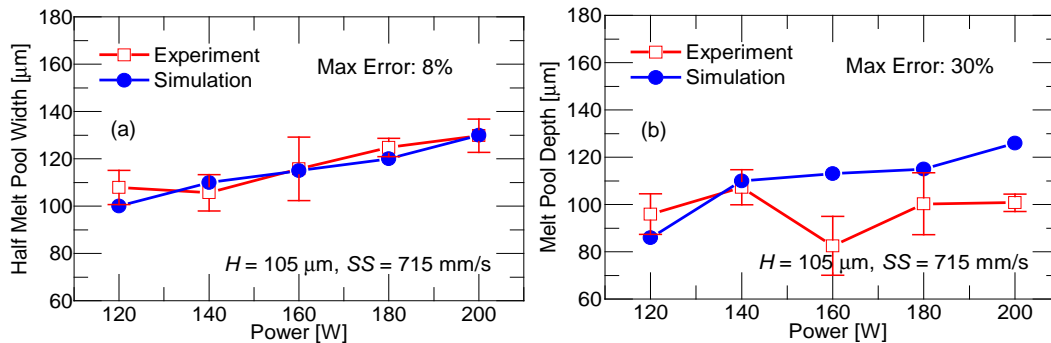 180
160
140
120
100
80
60
Half Melt Pool Width [μm]
Experiment
Simulation
Max Error: 8%
(a)
H = 105 μm, SS = 715 mm/s
120 140 160 180 200
Power [W]
180
160
140
120
100
80
60
Melt Pool Depth [μm]
Experiment
Simulation
Max Error: 30%
(b)
H = 105 μm, SS = 715 mm/s
120 140 160 180 200
Power [W]